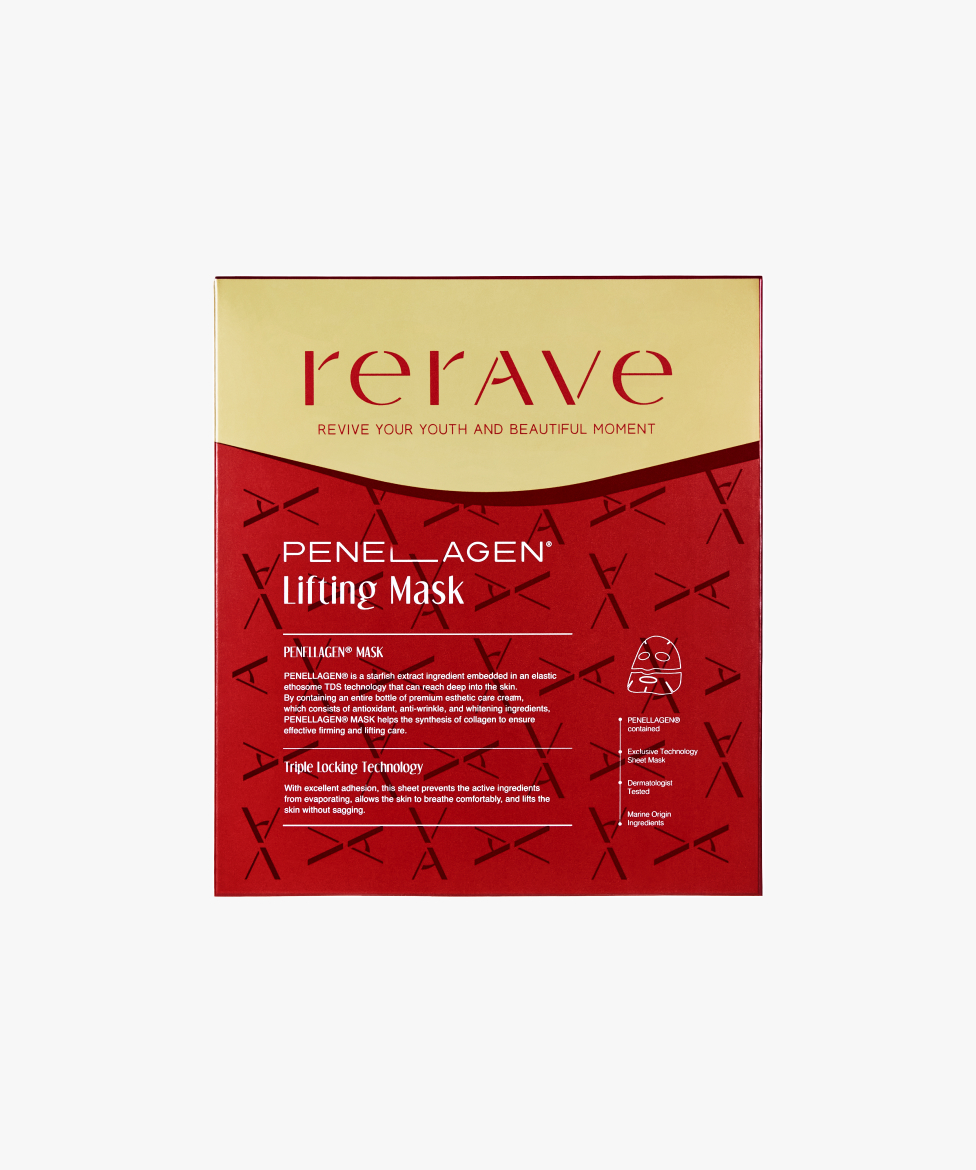 rerave
REVIVE YOUR YOUTH AND BEAUTIFUL MOMENT
PENELLAGEN®
Lifting Mask
PENELLAGEN® MASK
PENELLAGEN® is a starfish extract ingredient embedded in an elastic
ethosome TDS technology that can reach deep into the skin.
By containing an entire bottle of premium esthetic care cream,
which consists of antioxidant, anti-wrinkle, and whitening ingredients,
PENELLAGEN® MASK helps the synthesis of collagen to ensure
effective firming and lifting care.
Triple Locking Technology
With excellent adhesion, this sheet prevents the active ingredients
from evaporating, allows the skin to breathe comfortably, and lifts the
skin without sagging.
PENELLAGEN®
contained
Exclusive Technology
Sheet Mask
Dermatologist
Tested
Marine Origin
Ingredients